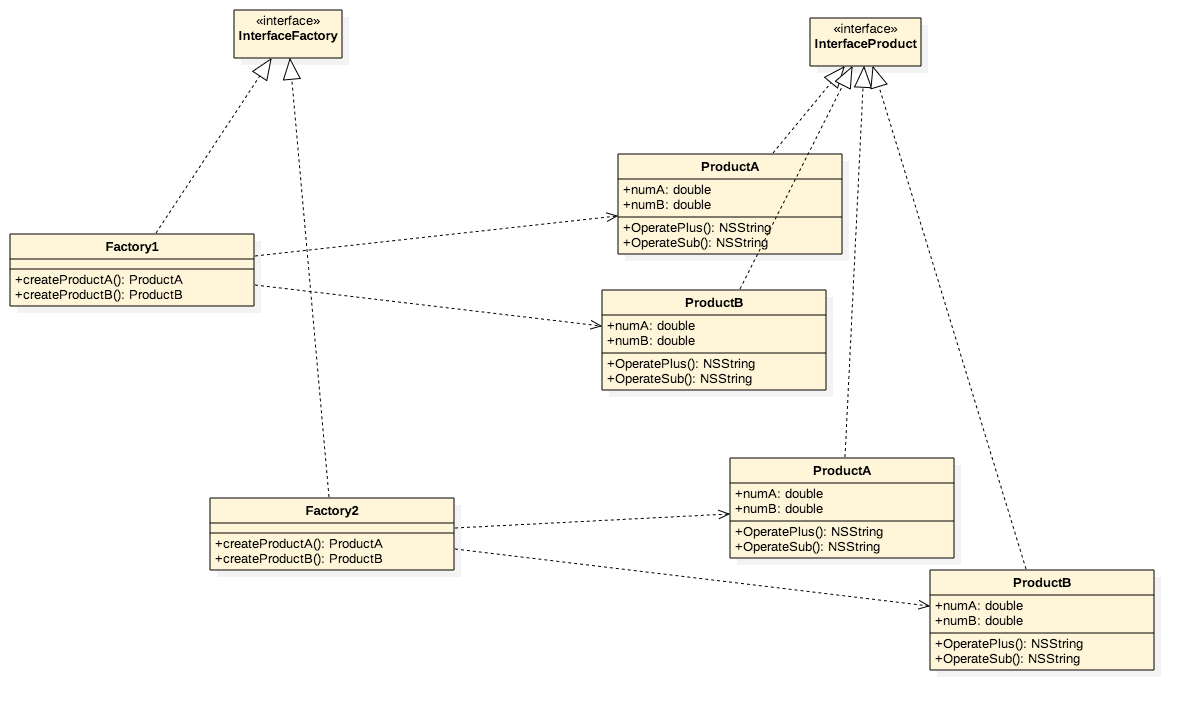 «interface»
InterfaceFactory
«interface»
InterfaceProduct
ProductA
+numA: double
+numB: double
+OperatePlus(): NSString
+OperateSub(): NSString
Factory1
+createProductA(): ProductA
+createProductB(): ProductB
ProductB
+numA: double
+numB: double
+OperatePlus(): NSString
+OperateSub(): NSString
ProductA
+numA: double
+numB: double
+OperatePlus(): NSString
+OperateSub(): NSString
Factory2
+createProductA(): ProductA
+createProductB(): ProductB
ProductB
+numA: double
+numB: double
+OperatePlus(): NSString
+OperateSub(): NSString